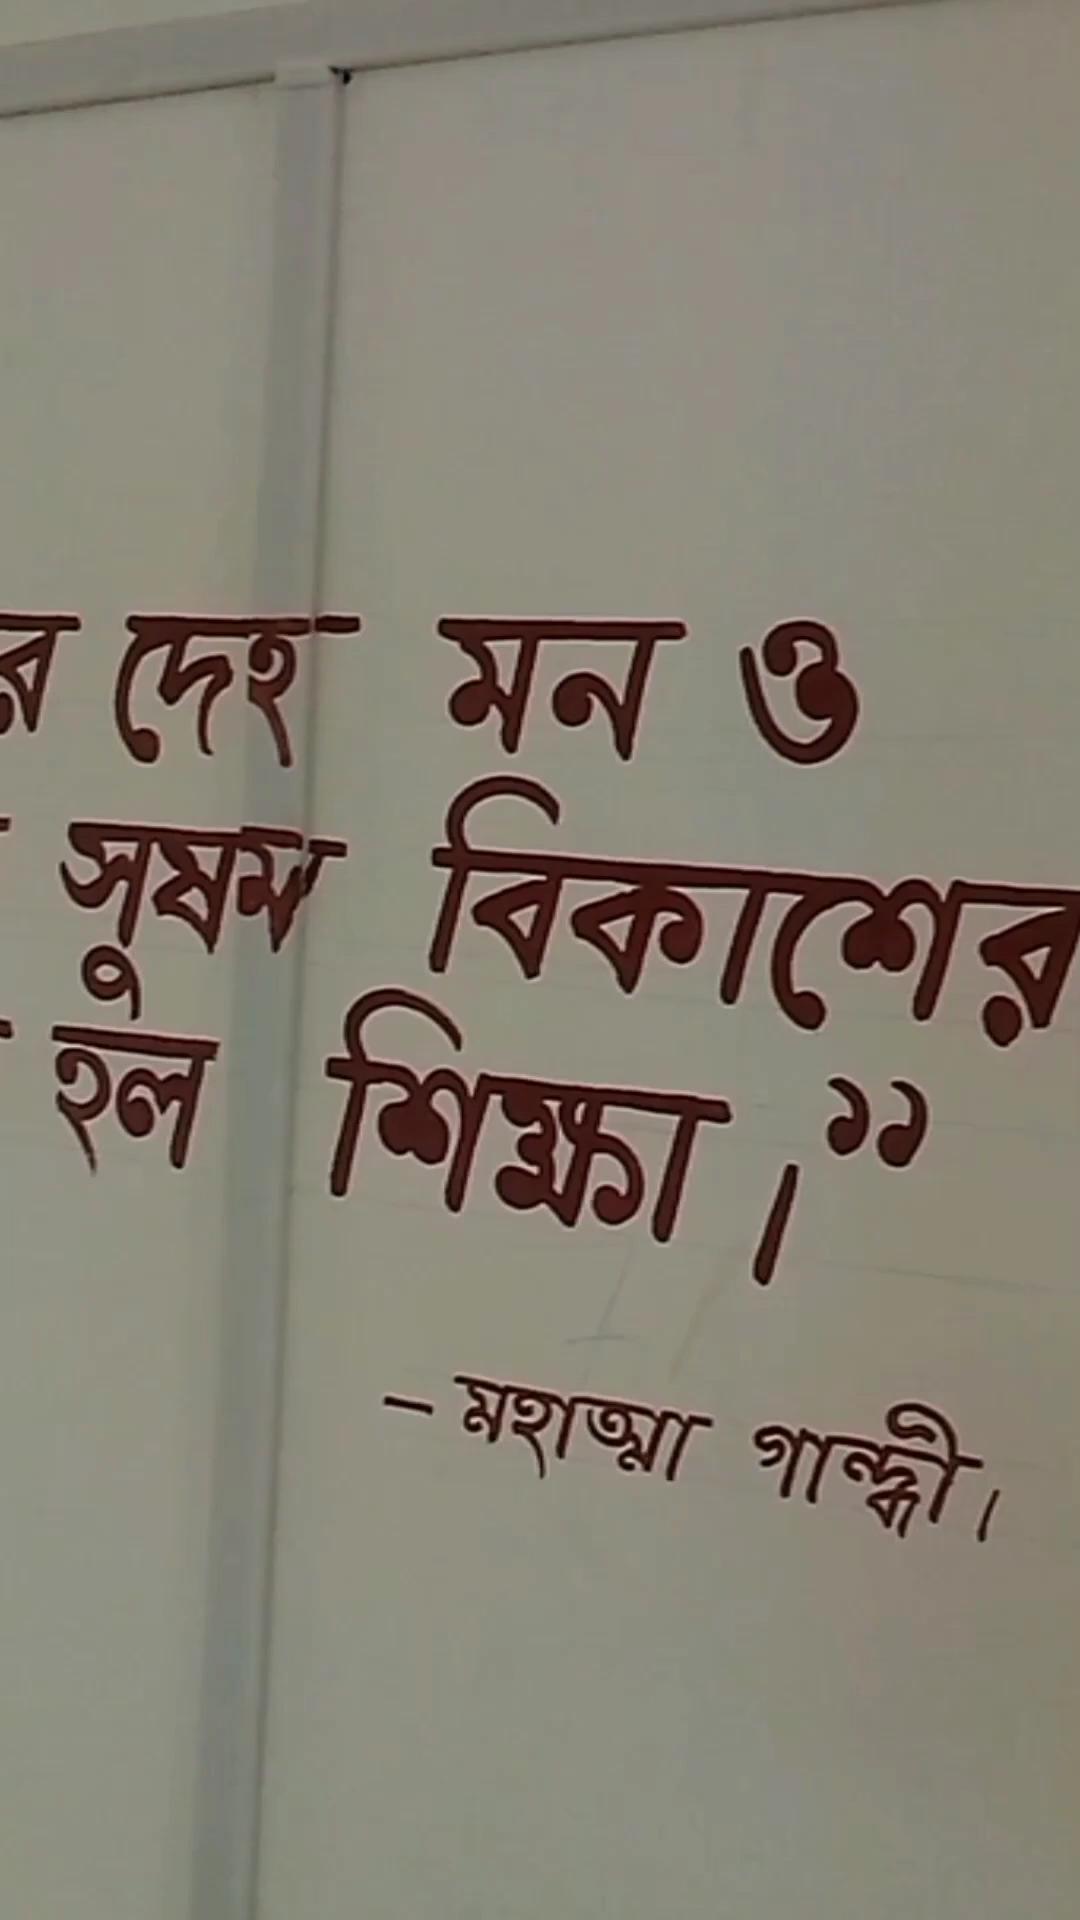 র দেহ মন ও
সুষম বিকাশের
হল শিক্ষা।”
– মহাত্মা গান্ধী।